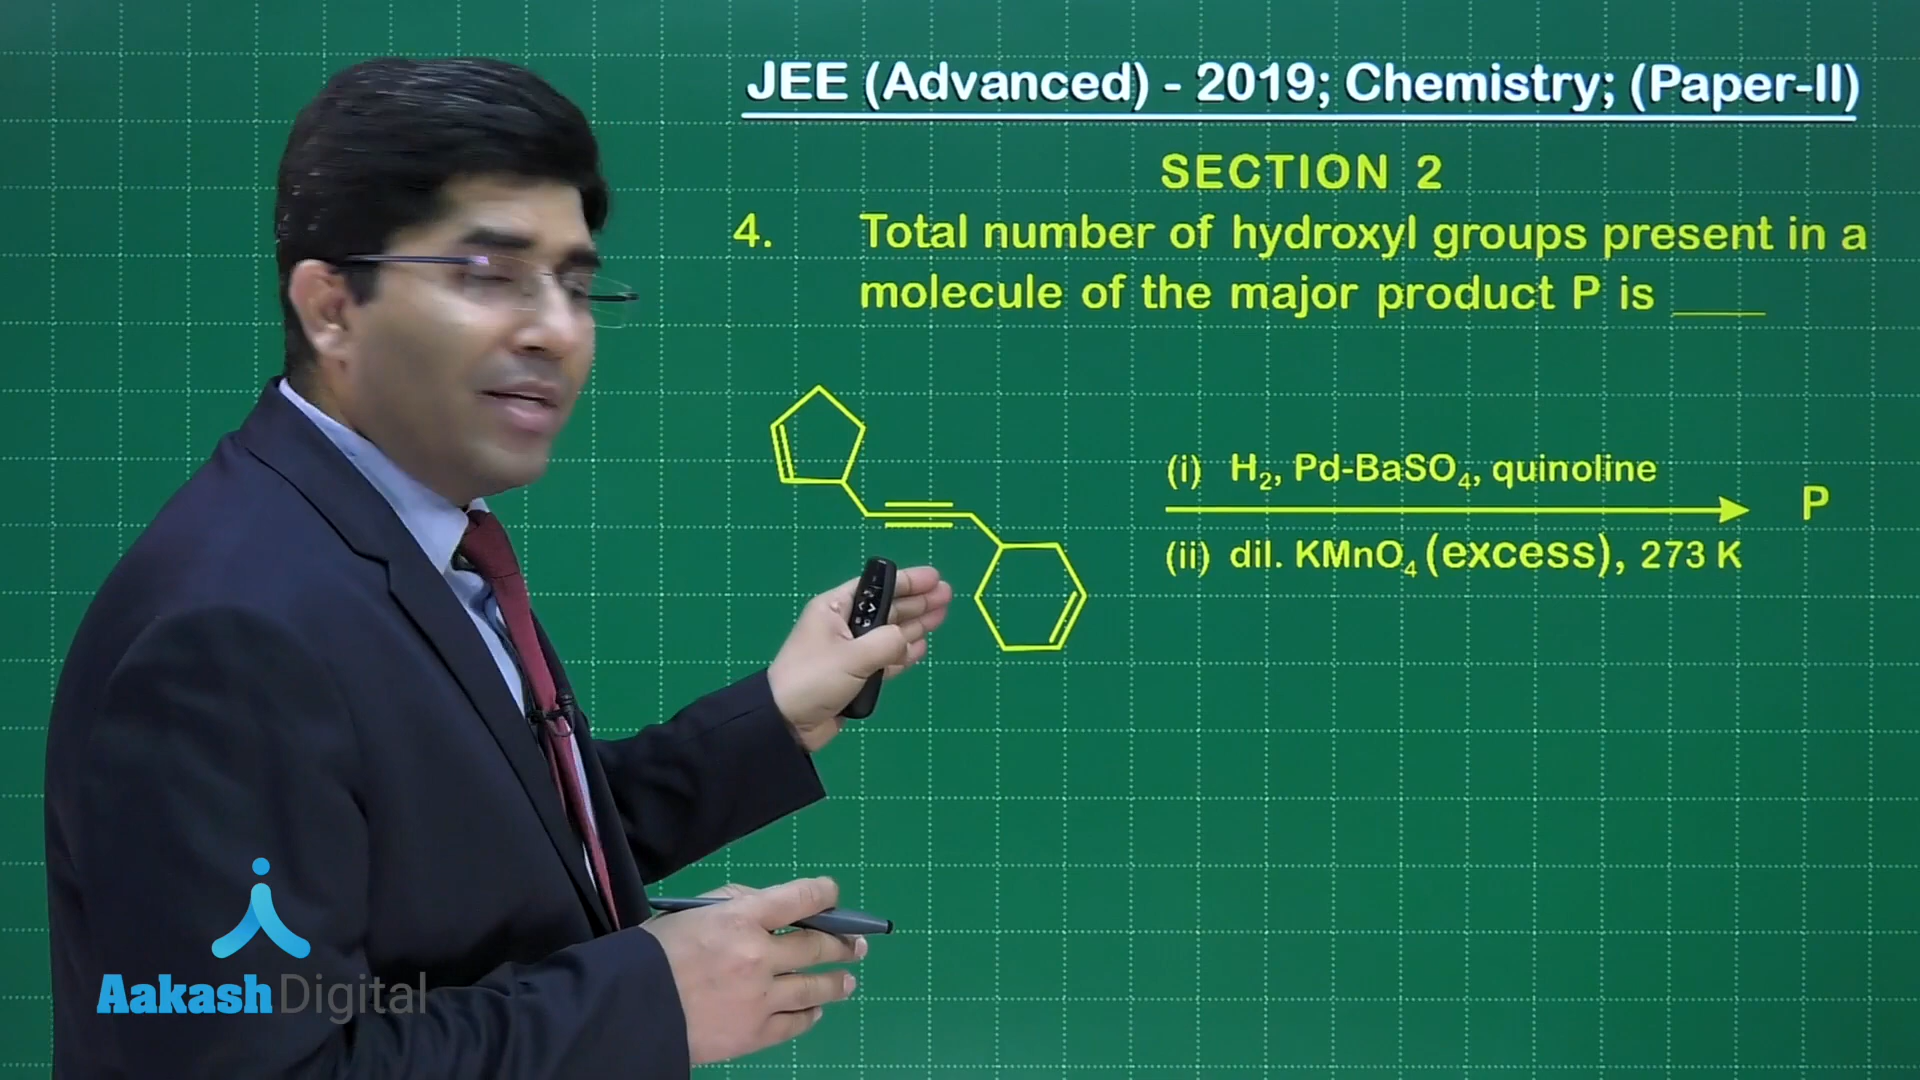 JEE (Advanced) - 2019; Chemistry; (Paper-II)
SECTION 2
4. Total number of hydroxyl groups present in a
molecule of the major product P is ____
(i) H₂, Pd-BaSO₄, quinoline
P
(ii) dil. KMnO₄ (excess), 273 K
Aakash Digital